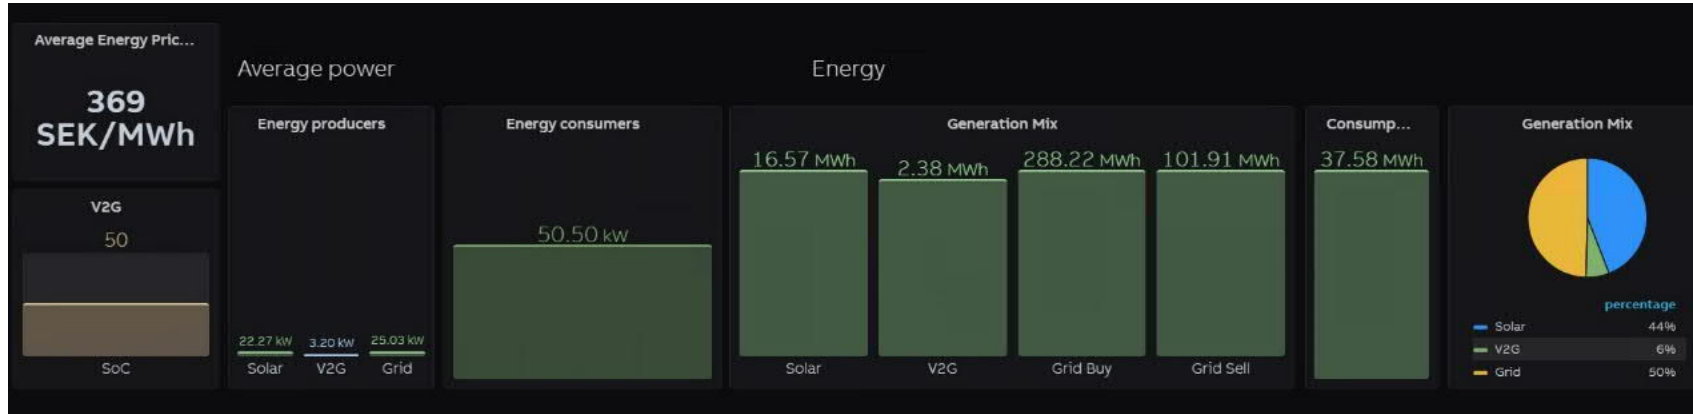 Average Energy Pric...
369
SEK/MWh
V2G
50
SoC
Average power
Energy producers
22.27 kW
3.20 kW
25.03 kW
Solar
V2G
Grid
Energy consumers
50.50 kW
Energy
Generation Mix
16.57 MWh
2.38 MWh
288.22 MWh
101.91 MWh
Solar
V2G
Grid Buy
Grid Sell
Consump...
37.58 MWh
Generation Mix
percentage
Solar 44%
V2G 6%
Grid 50%